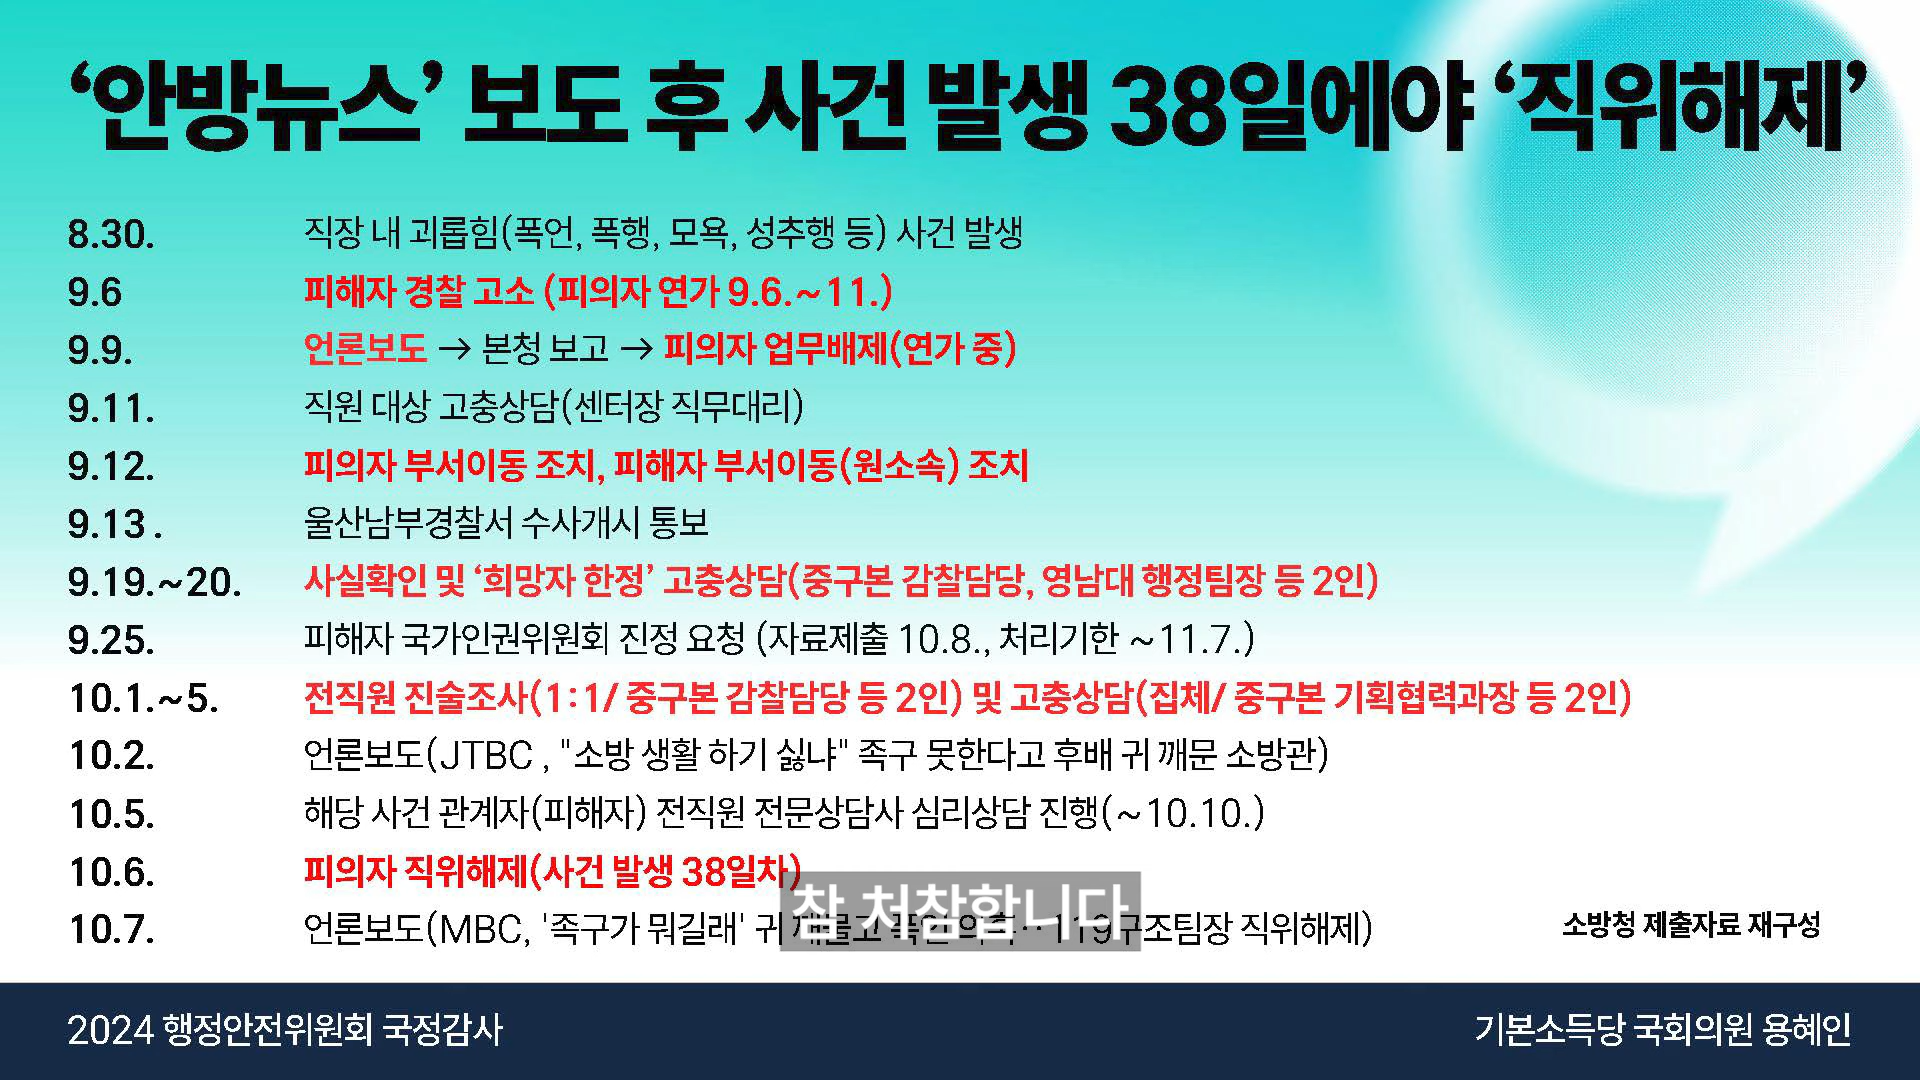 ‘안방뉴스’ 보도 후 사건 발생 38일에야 ‘직위해제’
8.30. 직장 내 괴롭힘(폭언, 폭행, 모욕, 성추행 등) 사건 발생
9.6 피해자 경찰 고소 (피의자 연가 9.6.~11.)
9.9. 언론보도 → 본청 보고 → 피의자 업무배제(연가 중)
9.11. 직원 대상 고충상담(센터장 직무대리)
9.12. 피의자 부서이동 조치, 피해자 부서이동(원소속) 조치
9.13. 울산남부경찰서 수사개시 통보
9.19.~20. 사실확인 및 ‘희망자 한정’ 고충상담(중구본 감찰담당, 영남대 행정팀장 등 2인)
9.25. 피해자 국가인권위원회 진정 요청 (자료제출 10.8., 처리기한 ~11.7.)
10.1.~5. 전직원 진술조사(1:1/ 중구본 감찰담당 등 2인) 및 고충상담(집체/ 중구본 기획협력과장 등 2인)
10.2. 언론보도(JTBC , "소방 생활 하기 싫냐" 족구 못한다고 후배 귀 깨문 소방관)
10.5. 해당 사건 관계자(피해자) 전직원 전문상담사 심리상담 진행(~10.10.)
10.6. 피의자 직위해제(사건 발생 38일차)
참 처참합니다
10.7. 언론보도(MBC, '족구가 뭐길래' 귀 119구조팀장 직위해제)
소방청 제출자료 재구성
2024 행정안전위원회 국정감사
기본소득당 국회의원 용혜인